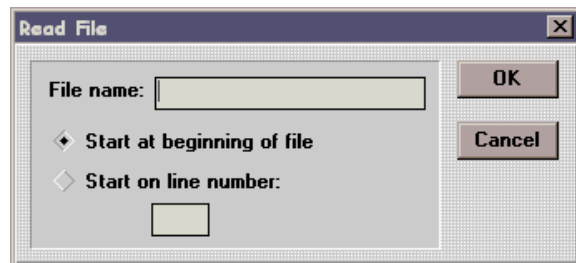 Read File
File name:
OK
Start at beginning of file
Cancel
Start on line number: